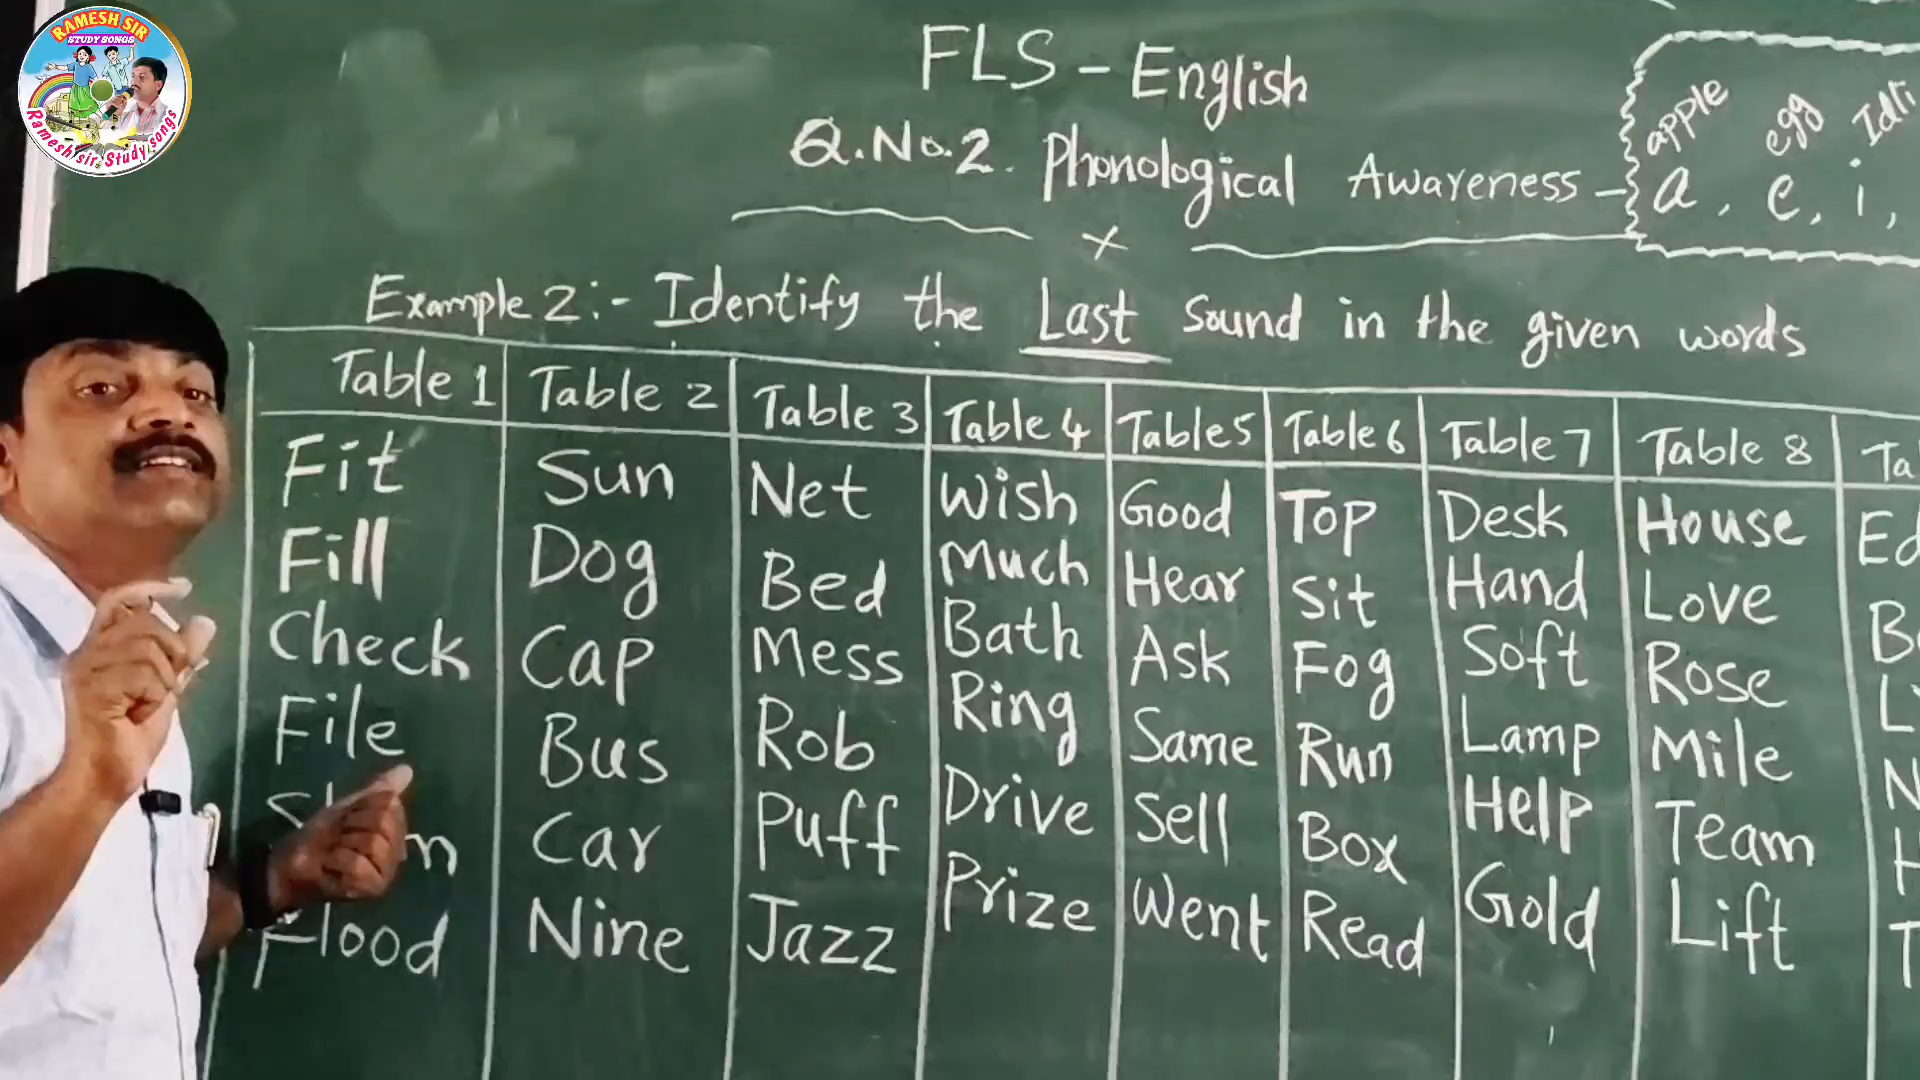 RAMESH SIR
STUDY SONGS
Ramesh sir. Study songs
FLS - English
Q.No.2. Phonological Awareness -
apple egg Idli
a, e, i,
x
Example 2:- Identify the Last Sound in the given words
Table 1 Table 2 Table 3 Table 4 Table5 Table 6 Table 7 Table 8
Fit Sun Net Wish Good Top Desk House
Fill Dog Bed Much Hear Sit Hand Love
Check Cap Mess Bath Ask Fog Soft Rose
File Bus Rob Ring Same Run Lamp Mile
Car Puff Drive Sell Box Help Team
Flood Nine Jazz Prize Went Read Gold Lift